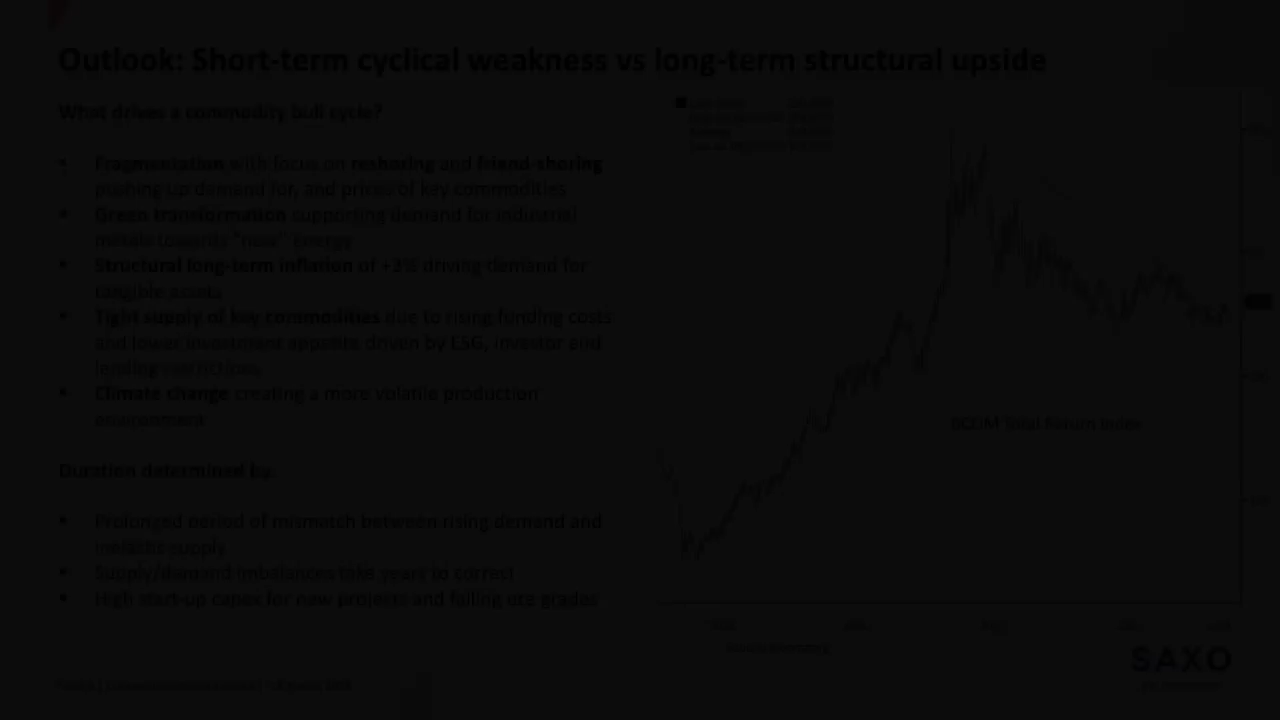 Outlook: Short-term cyclical weakness vs long-term structural upside
What drives a commodity bull cycle?
• Fragmentation with focus on reshoring and friend-shoring
pushing up demand for, and prices of key commodities
• Green transformation supporting demand for industrial
metals towards "new" Energy
• Structural long-term inflation of +3% driving demand for
tangible assets
• Tight supply of key commodities due to rising funding costs
and lower investment appetite driven by ESG, investor and
lending restrictions
• Climate change creating a more volatile production
environment
Duration determined by:
• Prolonged period of mismatch between rising demand and
inelastic supply
• Supply/demand imbalances take years to correct
• High start-up capex for new projects and falling ore grades
BCOM Total Return Index
SAXO